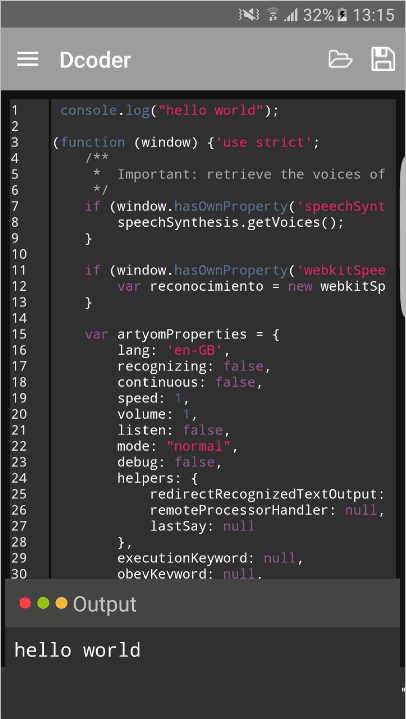 32% 13:15
Dcoder
1 console.log("hello world");
2
3 (function (window) {'use strict';
4 /**
5 * Important: retrieve the voices of
6 */
7 if (window.hasOwnProperty('speechSynt
8 speechSynthesis.getVoices();
9 }
10
11 if (window.hasOwnProperty('webkitSpee
12 var reconocimiento = new webkitSp
13 }
14
15 var artyomProperties = {
16 lang: 'en-GB',
17 recognizing: false,
18 continuous: false,
19 speed: 1,
20 volume: 1,
21 listen: false,
22 mode: "normal",
23 debug: false,
24 helpers: {
25 redirectRecognizedTextOutput:
26 remoteProcessorHandler: null,
27 lastSay: null
28 },
29 executionKeyword: null,
30 obeyKeyword: null,
Output
hello world